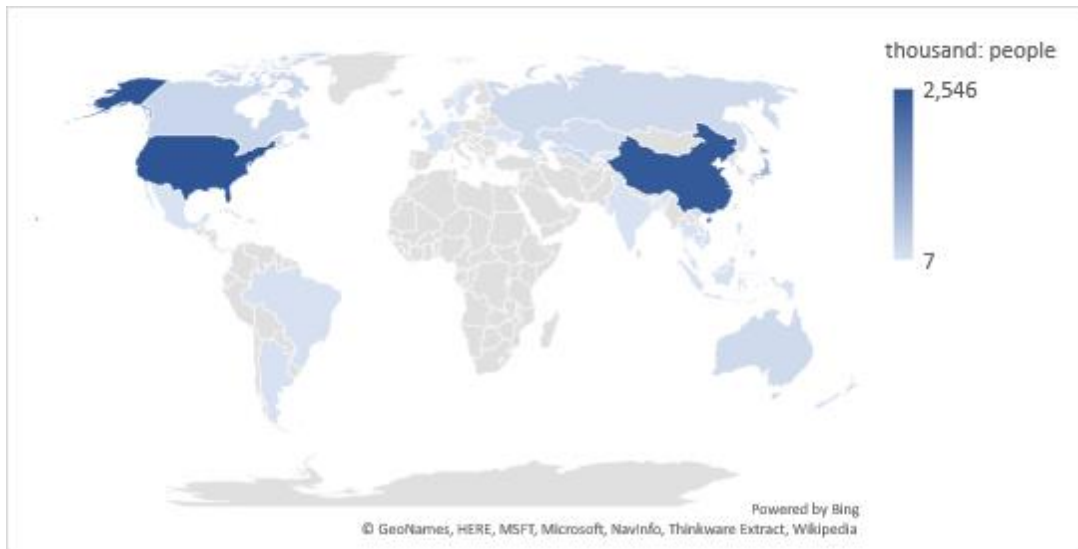 thousand: people
2,546
7
Powered by Bing
© GeoNames, HERE, MSFT, Microsoft, NavInfo, Thinkware Extract, Wikipedia